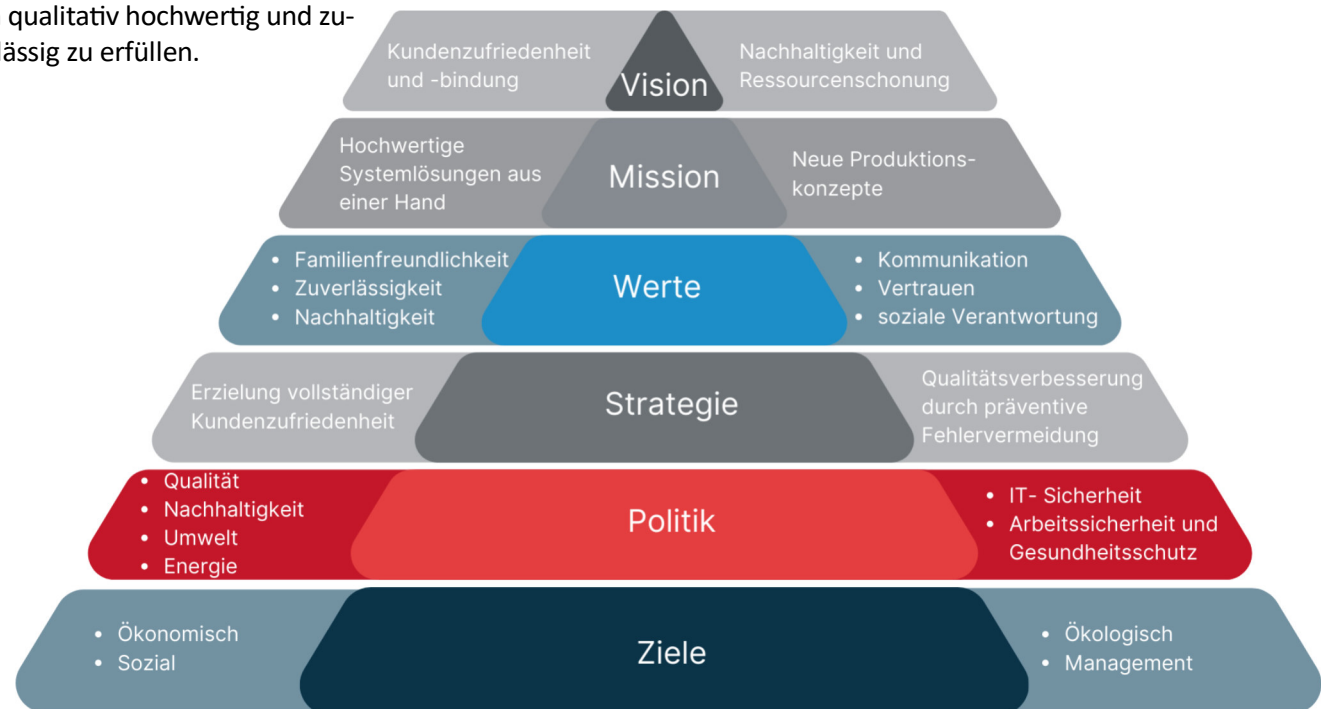 qualitativ hochwertig und zu-
lässig zu erfüllen.
Kundenzufriedenheit
und -bindung
Vision
Nachhaltigkeit und
Ressourcenschonung
Hochwertige
Systemlösungen aus
einer Hand
Mission
Neue Produktions-
konzepte
• Familienfreundlichkeit
• Zuverlässigkeit
• Nachhaltigkeit
Werte
• Kommunikation
• Vertrauen
• soziale Verantwortung
Erzielung vollständiger
Kundenzufriedenheit
Strategie
Qualitätsverbesserung
durch präventive
Fehlervermeidung
• Qualität
• Nachhaltigkeit
• Umwelt
• Energie
Politik
• IT- Sicherheit
• Arbeitssicherheit und
Gesundheitsschutz
• Ökonomisch
• Sozial
Ziele
• Ökologisch
• Management